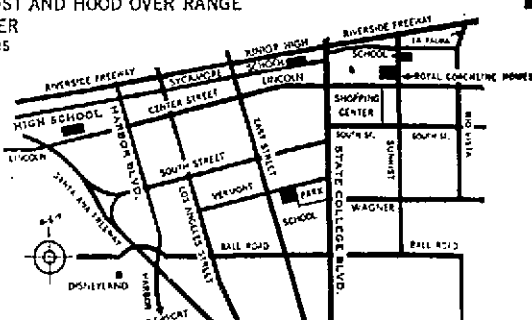 OST AND HOOD OVER RANGE
ER
RIVERSIDE FREEWAY
LA PALMA
JUNIOR HIGH
SCHOOL
SCHOOL
RIVERSIDE FREEWAY
SYCAMORE
LINCOLN
ROYAL COACHLINE HOMES
CENTER STREET
SHOPPING
CENTER
HIGH SCHOOL
HARBOR BLVD.
EAST STREET
SOUTH ST.
SOUTH ST.
RIO VISTA
LINCOLN
SOUTH STREET
STATE COLLEGE BLVD.
SUNKIST
SANTA ANA FREEWAY
LOS ANGELES STREET
VERMONT
PARK
SCHOOL
WAGNER
BALL ROAD
BALL ROAD
DISNEYLAND
HARBOR